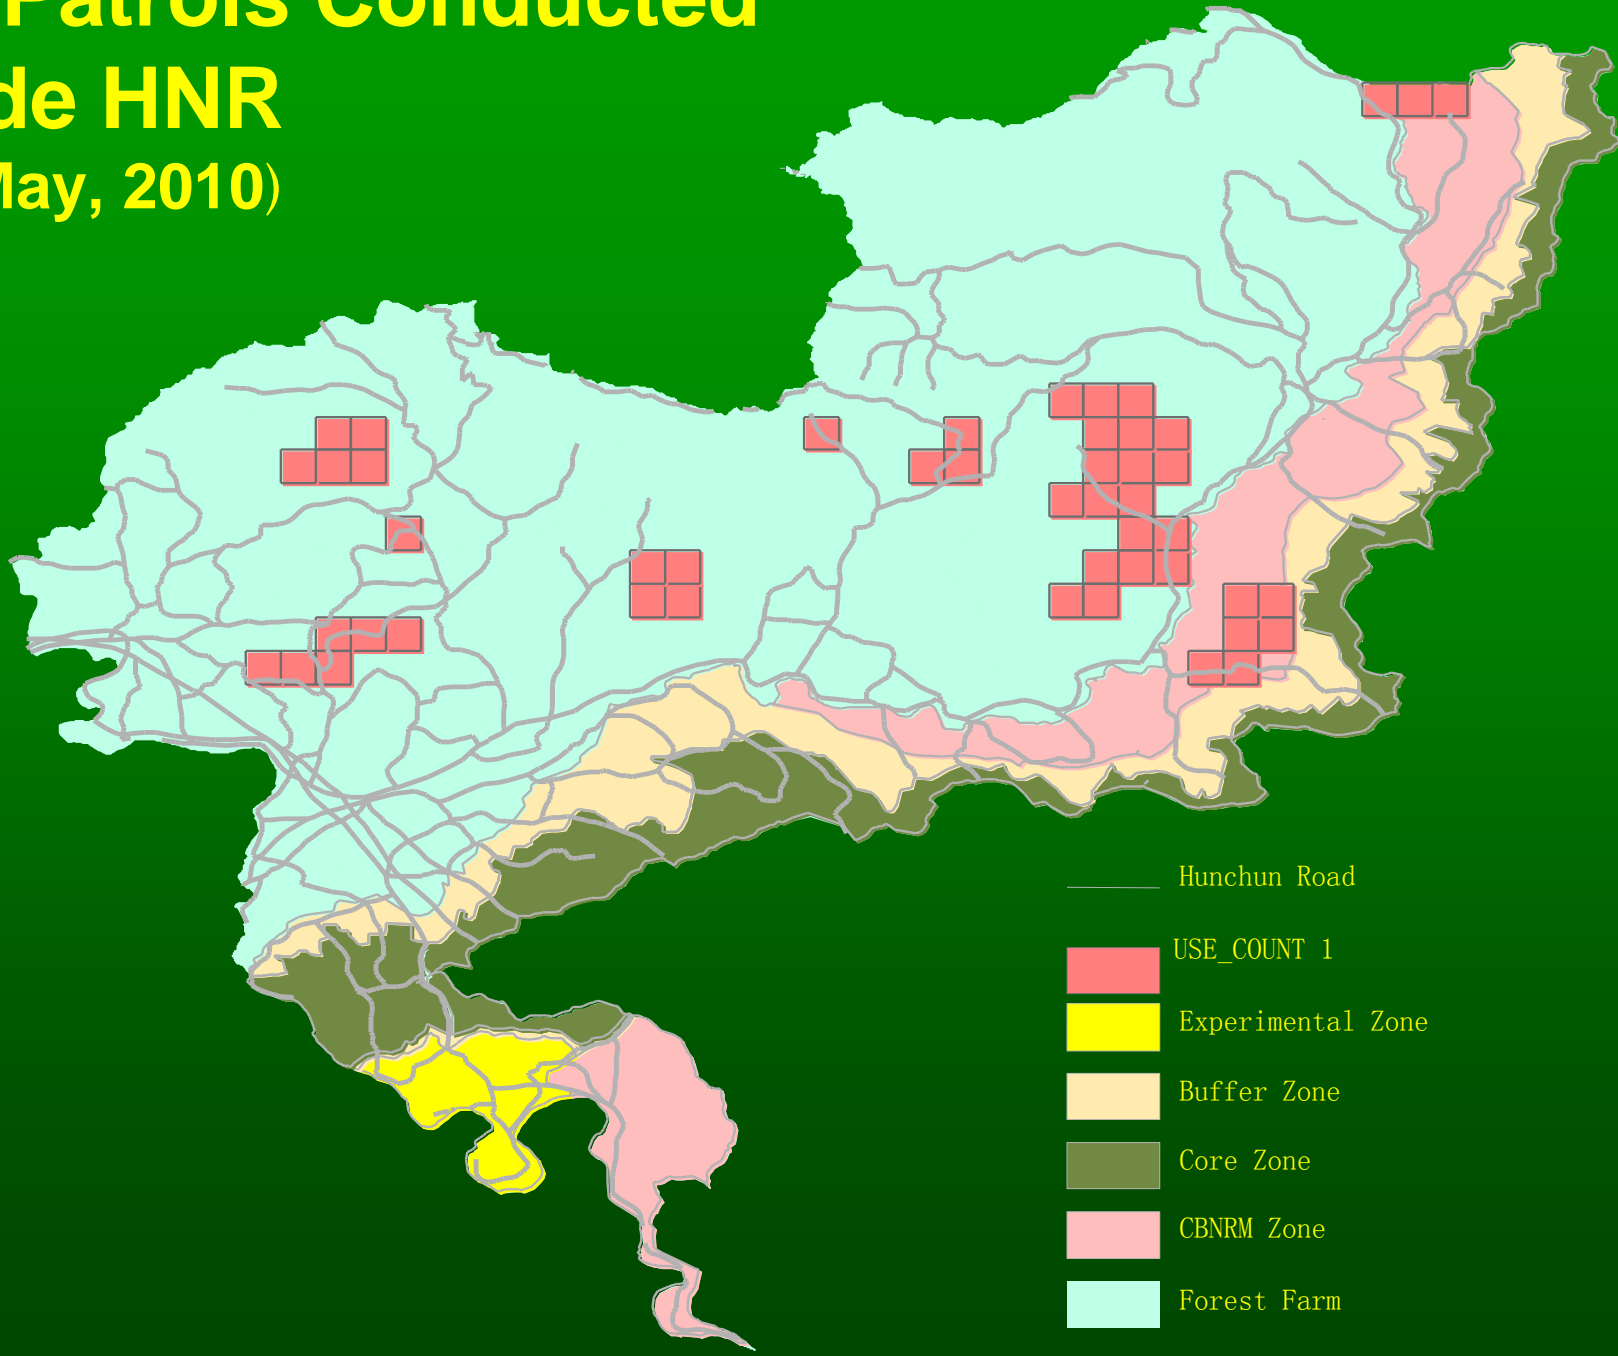 Patrols Conducted
de HNR
May, 2010)
Hunchun Road
USE_COUNT 1
Experimental Zone
Buffer Zone
Core Zone
CBNRM Zone
Forest Farm